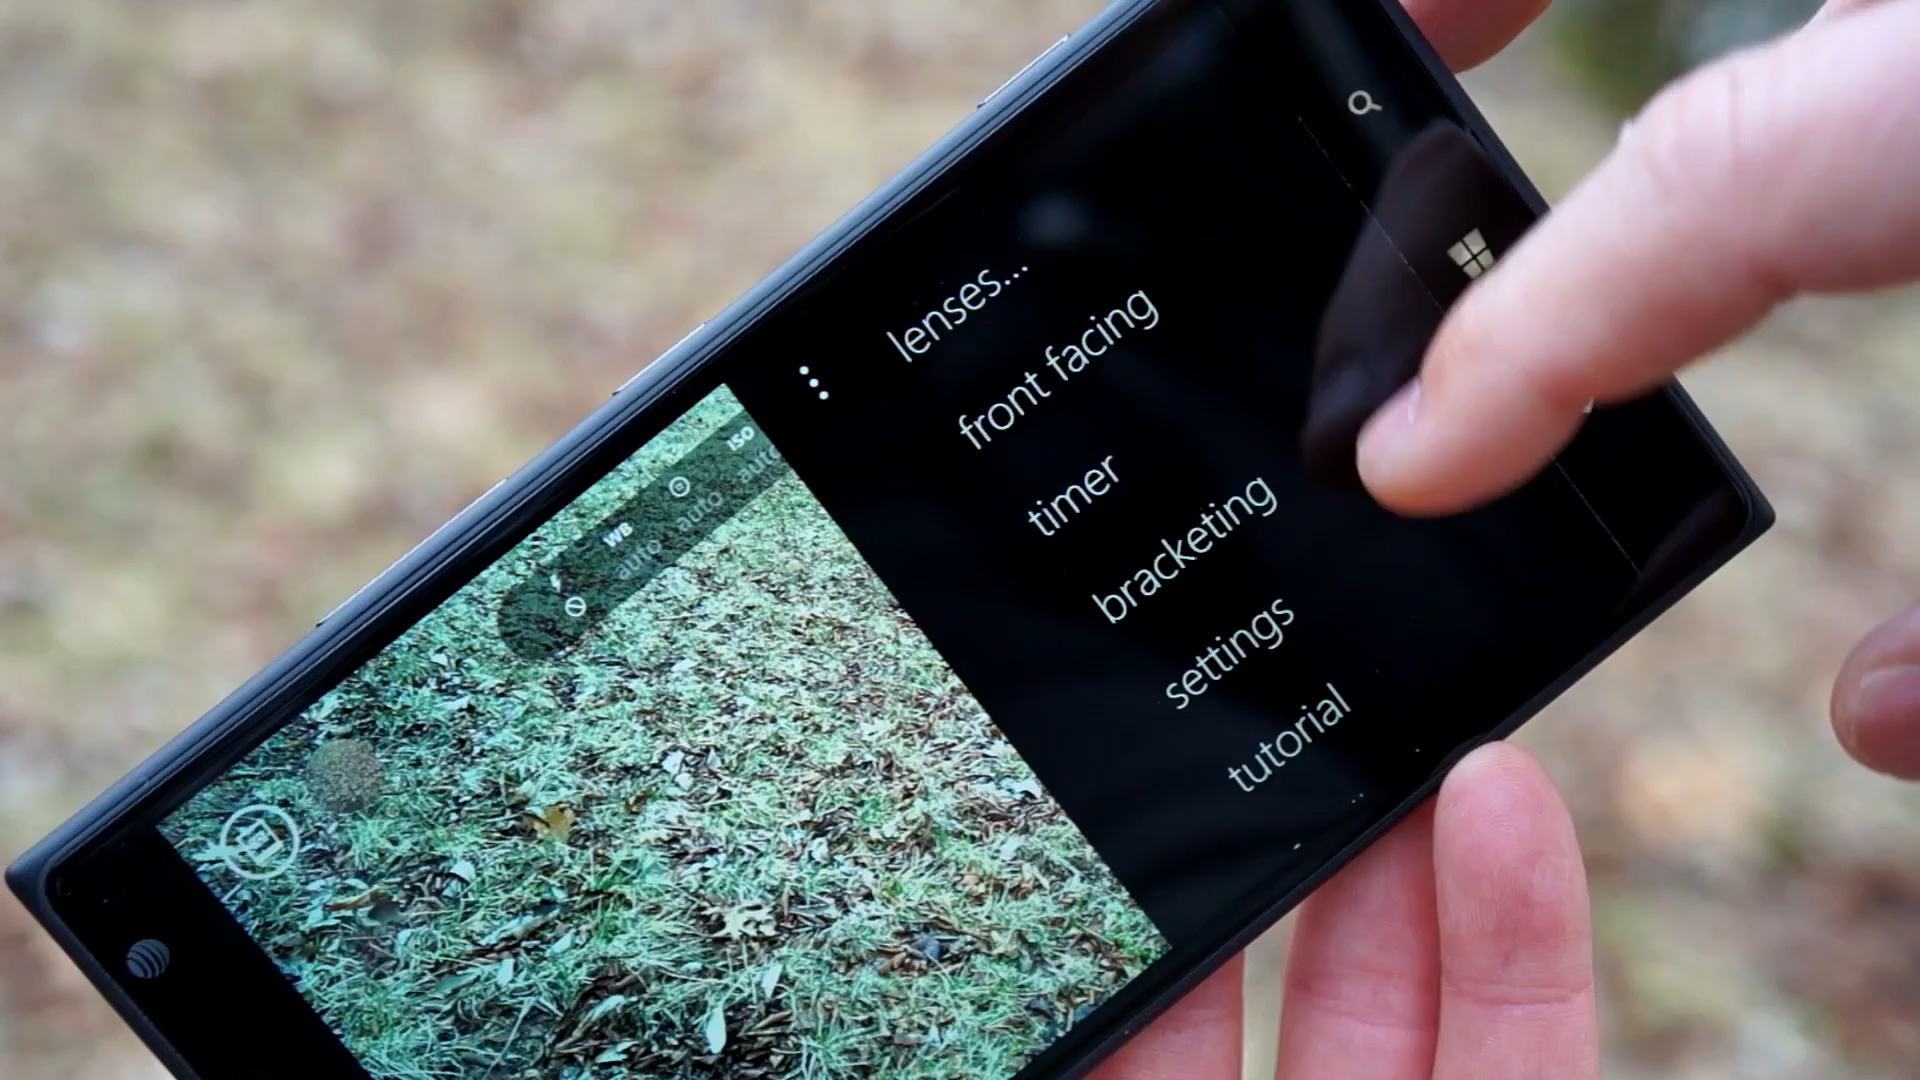 lenses...
front facing
timer
bracketing
settings
tutorial
ISO
auto
auto
WB
auto